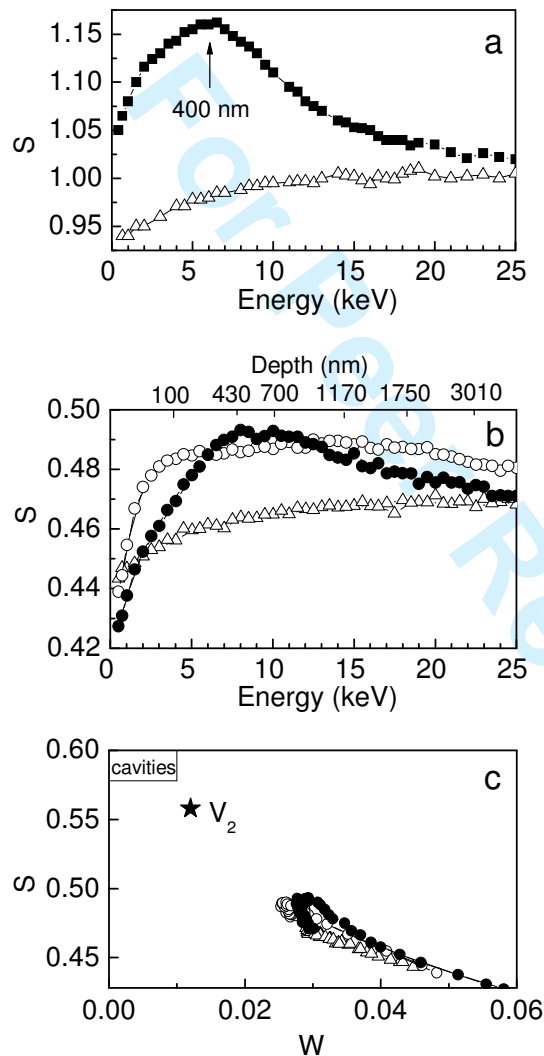 a
1.15
1.10
1.05
1.00
0.95
S
400 nm
0 5 10 15 20 25
Energy (keV)
Depth (nm)
100 430 700 1170 1750 3010
b
0.50
0.48
0.46
0.44
0.42
S
0 5 10 15 20 25
Energy (keV)
c
0.60
0.55
0.50
0.45
S
cavities
V2
0.00 0.02 0.04 0.06
W
For Peer Re